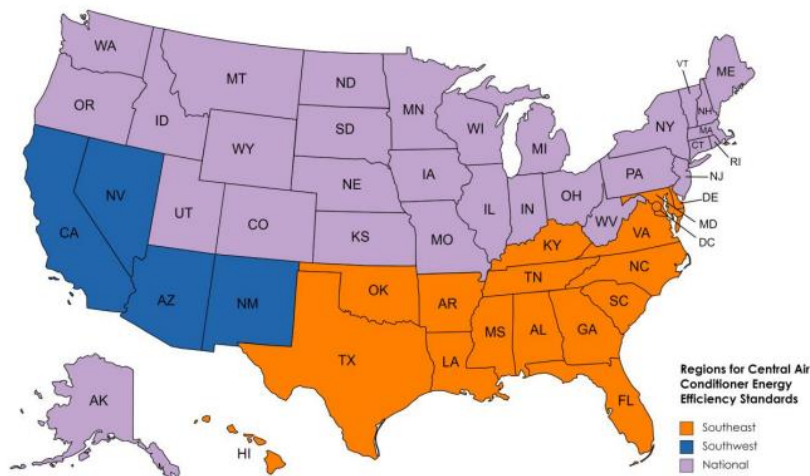 WA
MT
ND
MN
VT
ME
OR
ID
SD
WI
MI
NY
NH
MA
CT
RI
WY
NE
IA
PA
NJ
NV
UT
CO
IL
IN
OH
DE
MD
DC
CA
KS
MO
WV
VA
KY
AZ
NM
OK
AR
TN
NC
SC
TX
LA
MS
AL
GA
FL
AK
HI
Regions for Central Air
Conditioner Energy
Efficiency Standards
Southeast
Southwest
National